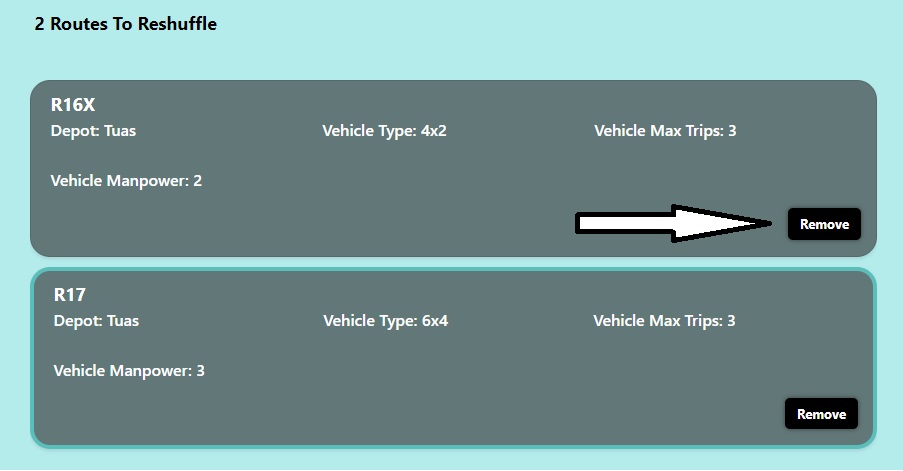 2 Routes To Reshuffle
R16X
Depot: Tuas Vehicle Type: 4x2 Vehicle Max Trips: 3
Vehicle Manpower: 2
Remove
R17
Depot: Tuas Vehicle Type: 6x4 Vehicle Max Trips: 3
Vehicle Manpower: 3
Remove